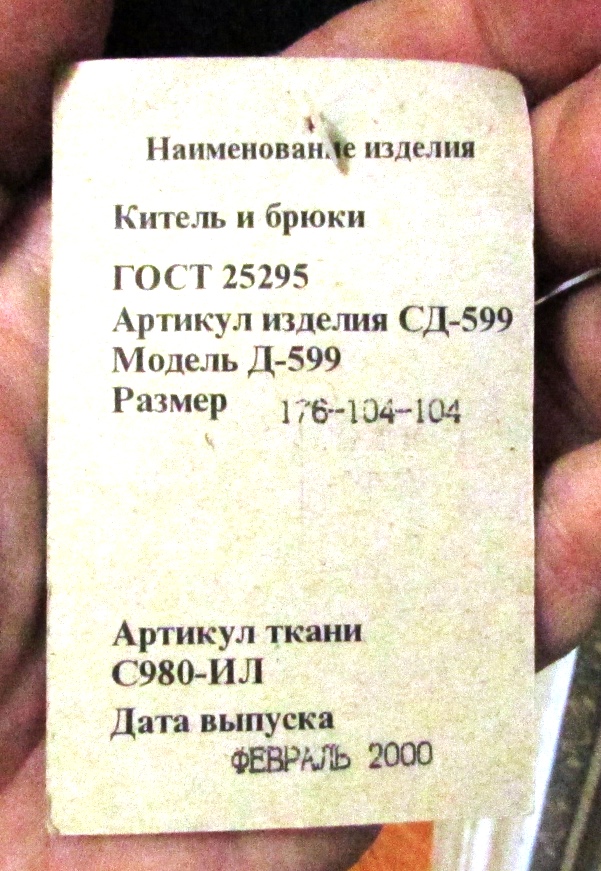 Наименование изделия
Китель и брюки
ГОСТ 25295
Артикул изделия СД-599
Модель Д-599
Размер 176-104-104
Артикул ткани
С980-ИЛ
Дата выпуска
ФЕВРАЛЬ 2000